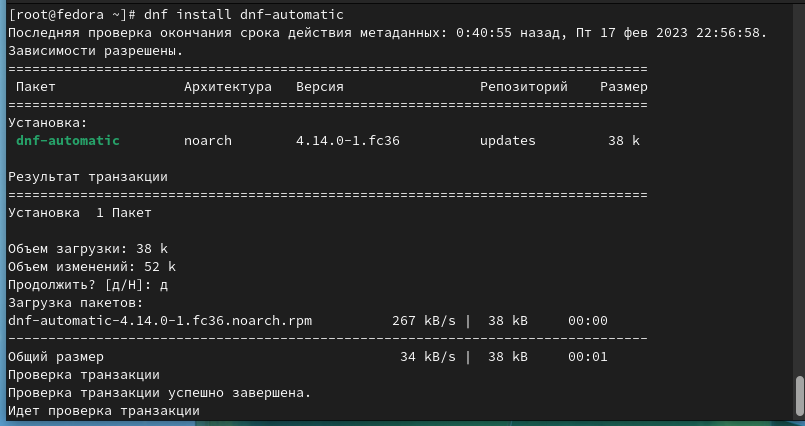 [root@fedora ~]# dnf install dnf-automatic
Последняя проверка окончания срока действия метаданных: 0:40:55 назад, Пт 17 фев 2023 22:56:58.
Зависимости разрешены.
================================================================================
 Пакет                Архитектура   Версия                 Репозиторий    Размер
================================================================================
Установка:
 dnf-automatic        noarch        4.14.0-1.fc36          updates         38 k

Результат транзакции
================================================================================
Установка  1 Пакет

Объем загрузки: 38 k
Объем изменений: 52 k
Продолжить? [д/Н]: д
Загрузка пакетов:
dnf-automatic-4.14.0-1.fc36.noarch.rpm          267 kB/s |  38 kB     00:00
--------------------------------------------------------------------------------
Общий размер                                     34 kB/s |  38 kB     00:01
Проверка транзакции
Проверка транзакции успешно завершена.
Идет проверка транзакции